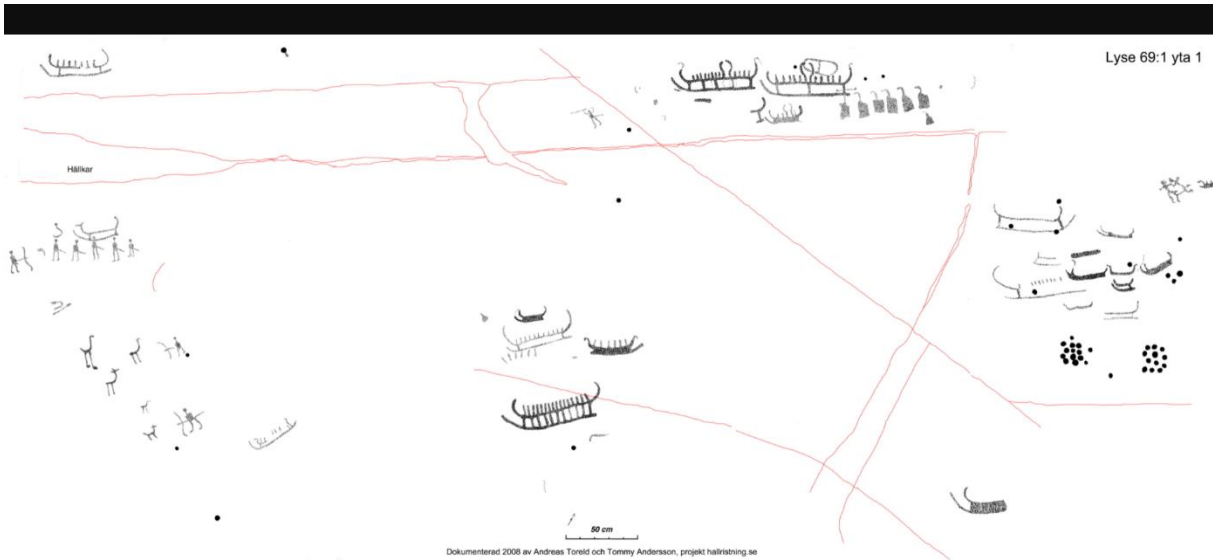 Lyse 69:1 yta 1
Hällkar
50 cm
Dokumenterad 2008 av Andreas Toreld och Tommy Andersson, projekt hallristning.se